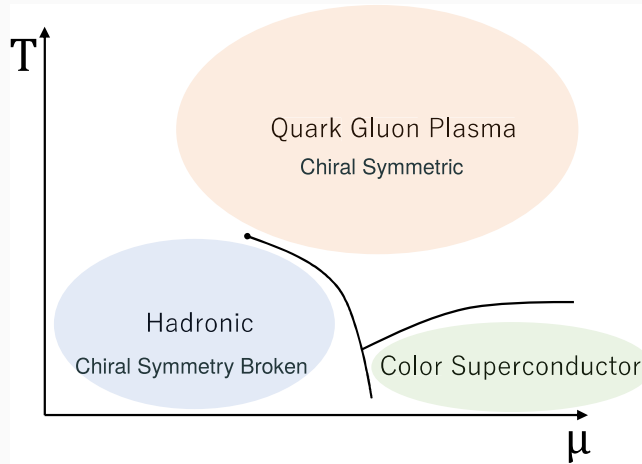 T
Quark Gluon Plasma
Chiral Symmetric
Hadronic
Chiral Symmetry Broken
Color Superconductor
μ